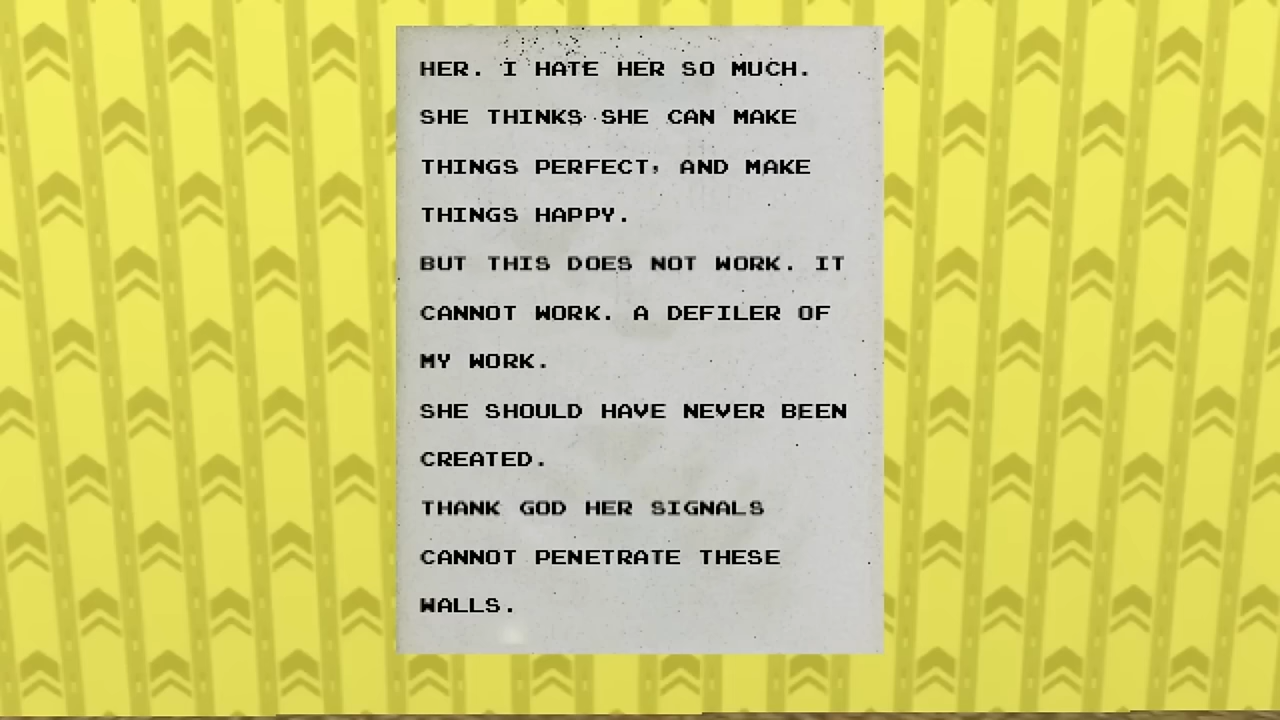 HER. I HATE HER SO MUCH.
SHE THINKS SHE CAN MAKE
THINGS PERFECT, AND MAKE
THINGS HAPPY.
BUT THIS DOES NOT WORK. IT
CANNOT WORK. A DEFILER OF
MY WORK.
SHE SHOULD HAVE NEVER BEEN
CREATED.
THANK GOD HER SIGNALS
CANNOT PENETRATE THESE
WALLS.